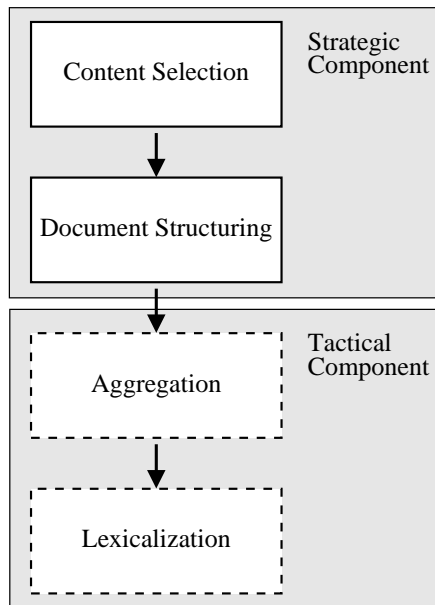 Strategic
Component
Content Selection
Document Structuring
Tactical
Component
Aggregation
Lexicalization